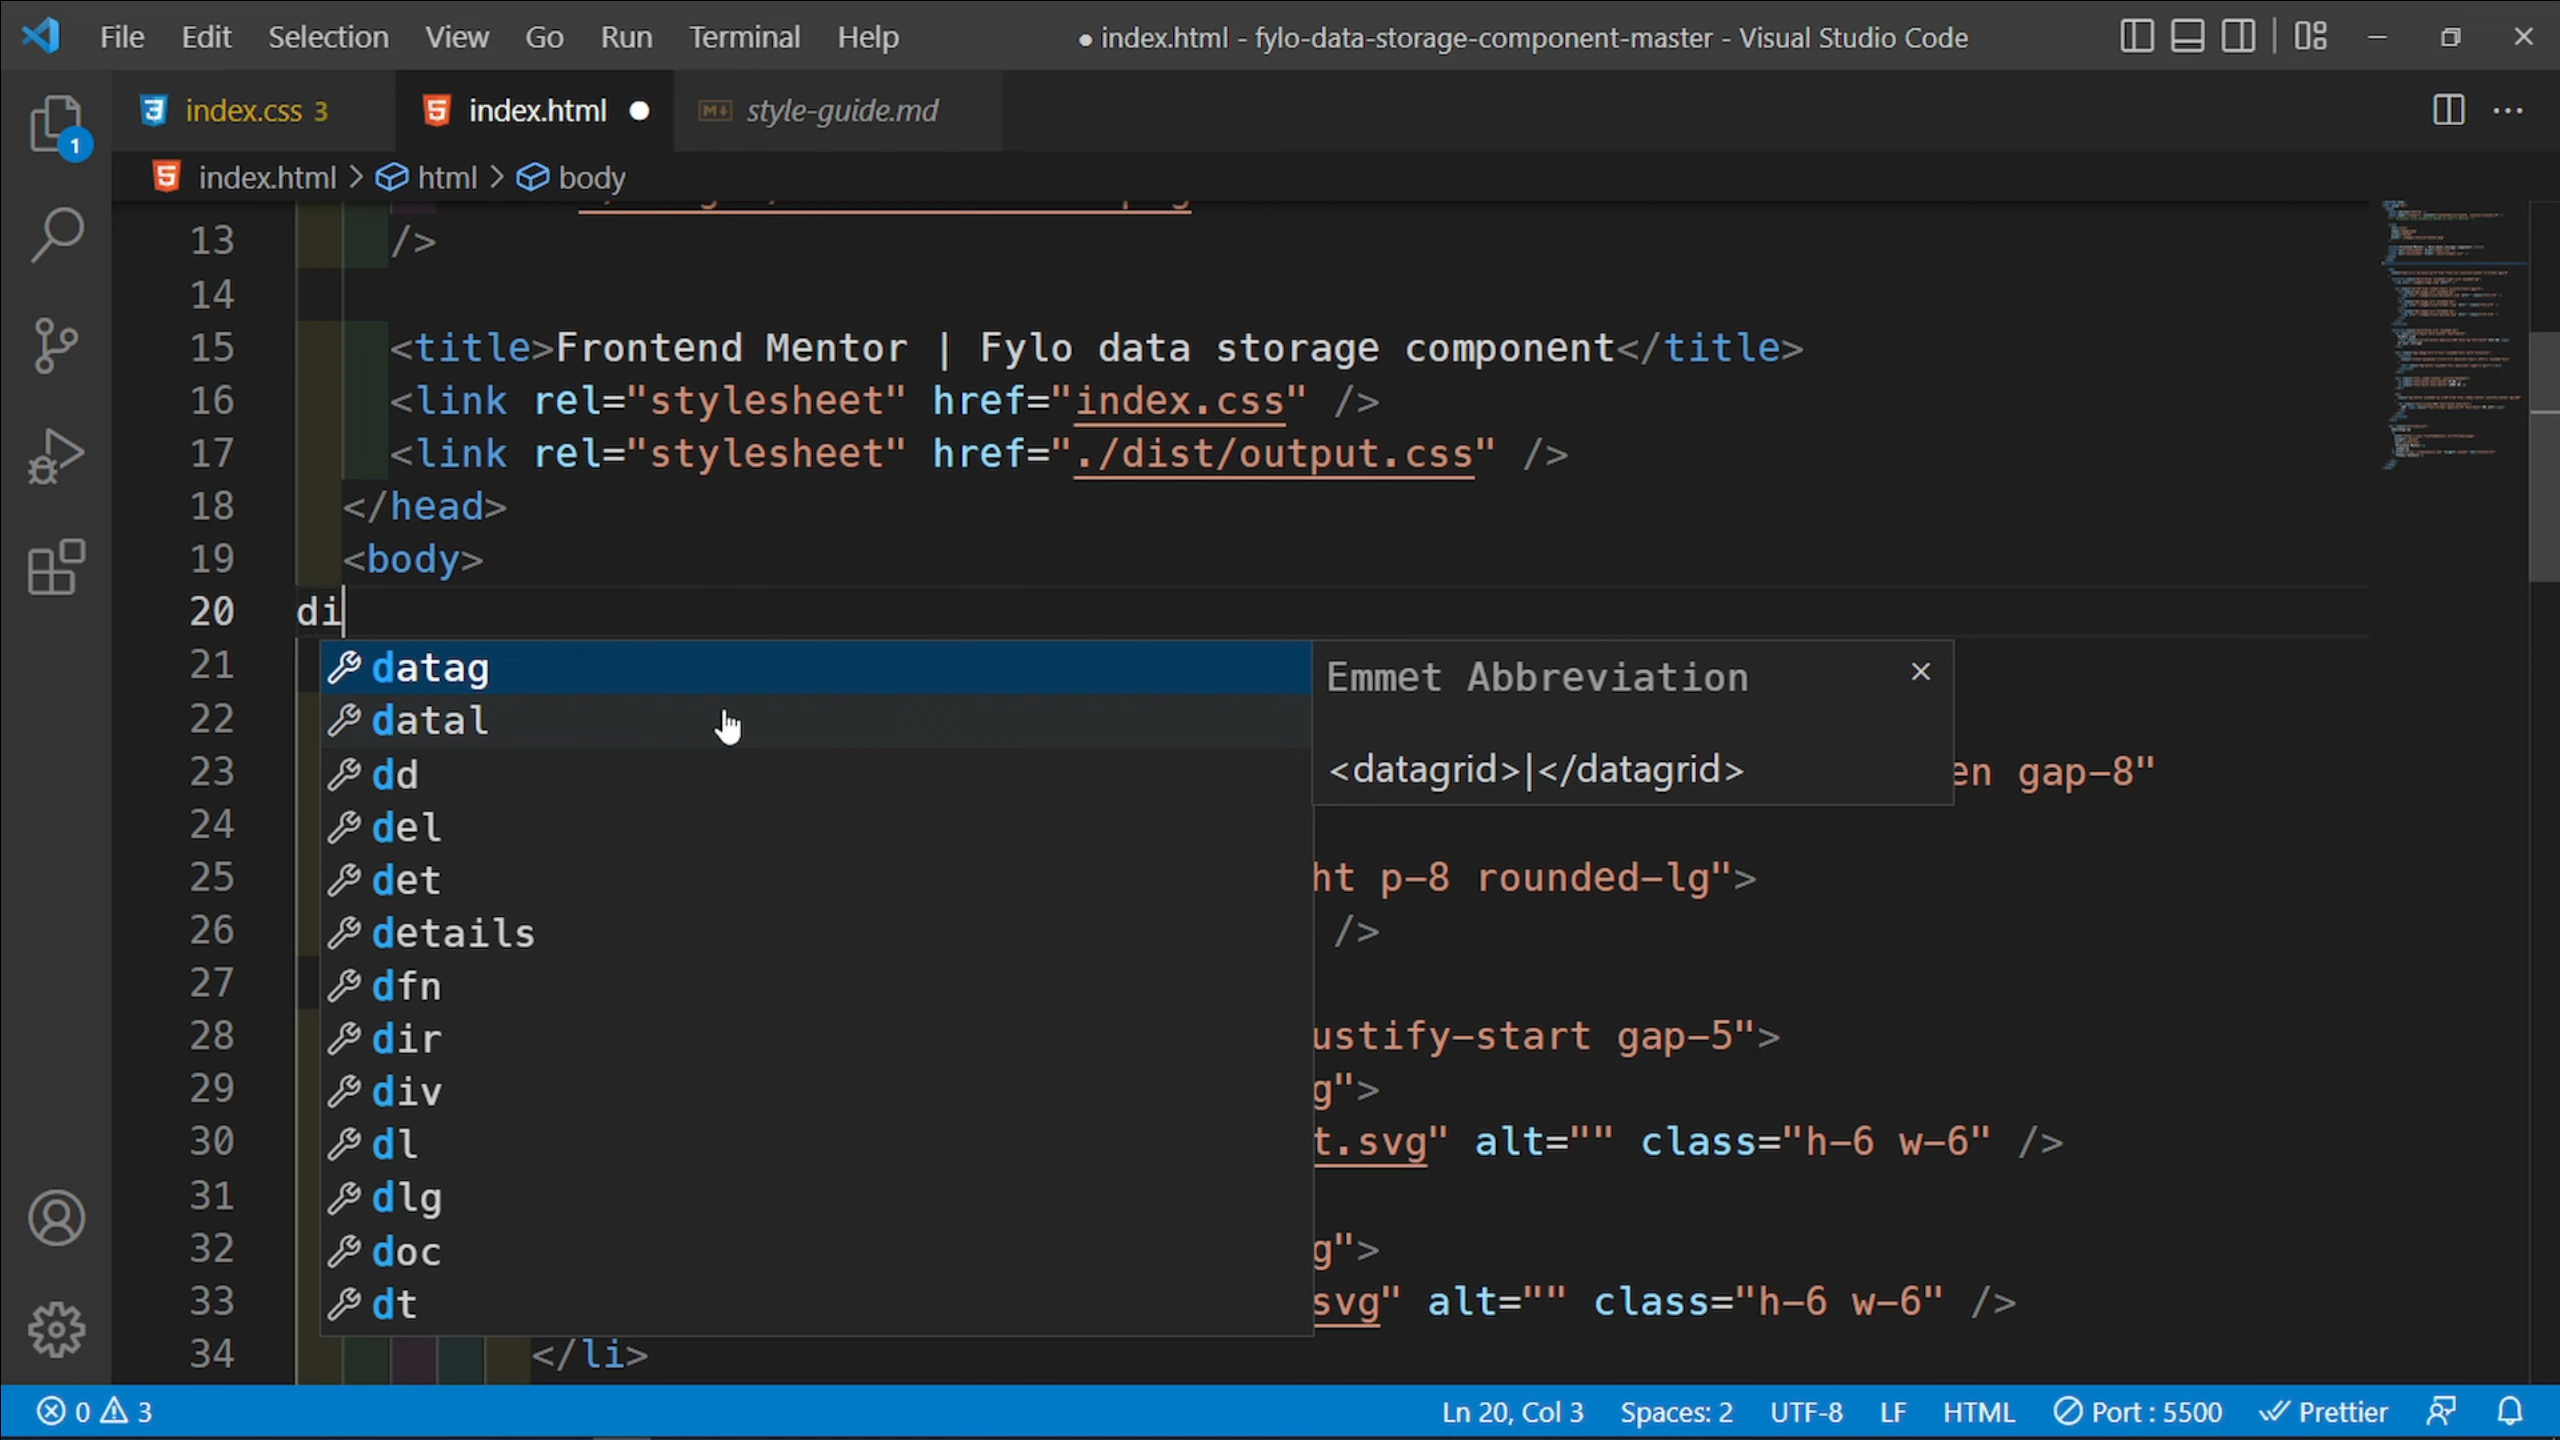 File Edit Selection View Go Run Terminal Help ● index.html - fylo-data-storage-component-master - Visual Studio Code
index.css 3 index.html ● style-guide.md
1
index.html > html > body
13 />
14
15 <title>Frontend Mentor | Fylo data storage component</title>
16 <link rel="stylesheet" href="index.css" />
17 <link rel="stylesheet" href="./dist/output.css" />
18 </head>
19 <body>
20 di
21 datag Emmet Abbreviation ×
22 datal
23 dd <datagrid>|</datagrid> en gap-8"
24 del
25 det ht p-8 rounded-lg">
26 details />
27 dfn
28 dir ustify-start gap-5">
29 div g">
30 dl t.svg" alt="" class="h-6 w-6" />
31 dlg
32 doc g">
33 dt svg" alt="" class="h-6 w-6" />
34 </li>
0 3 Ln 20, Col 3 Spaces: 2 UTF-8 LF HTML Port : 5500 Prettier